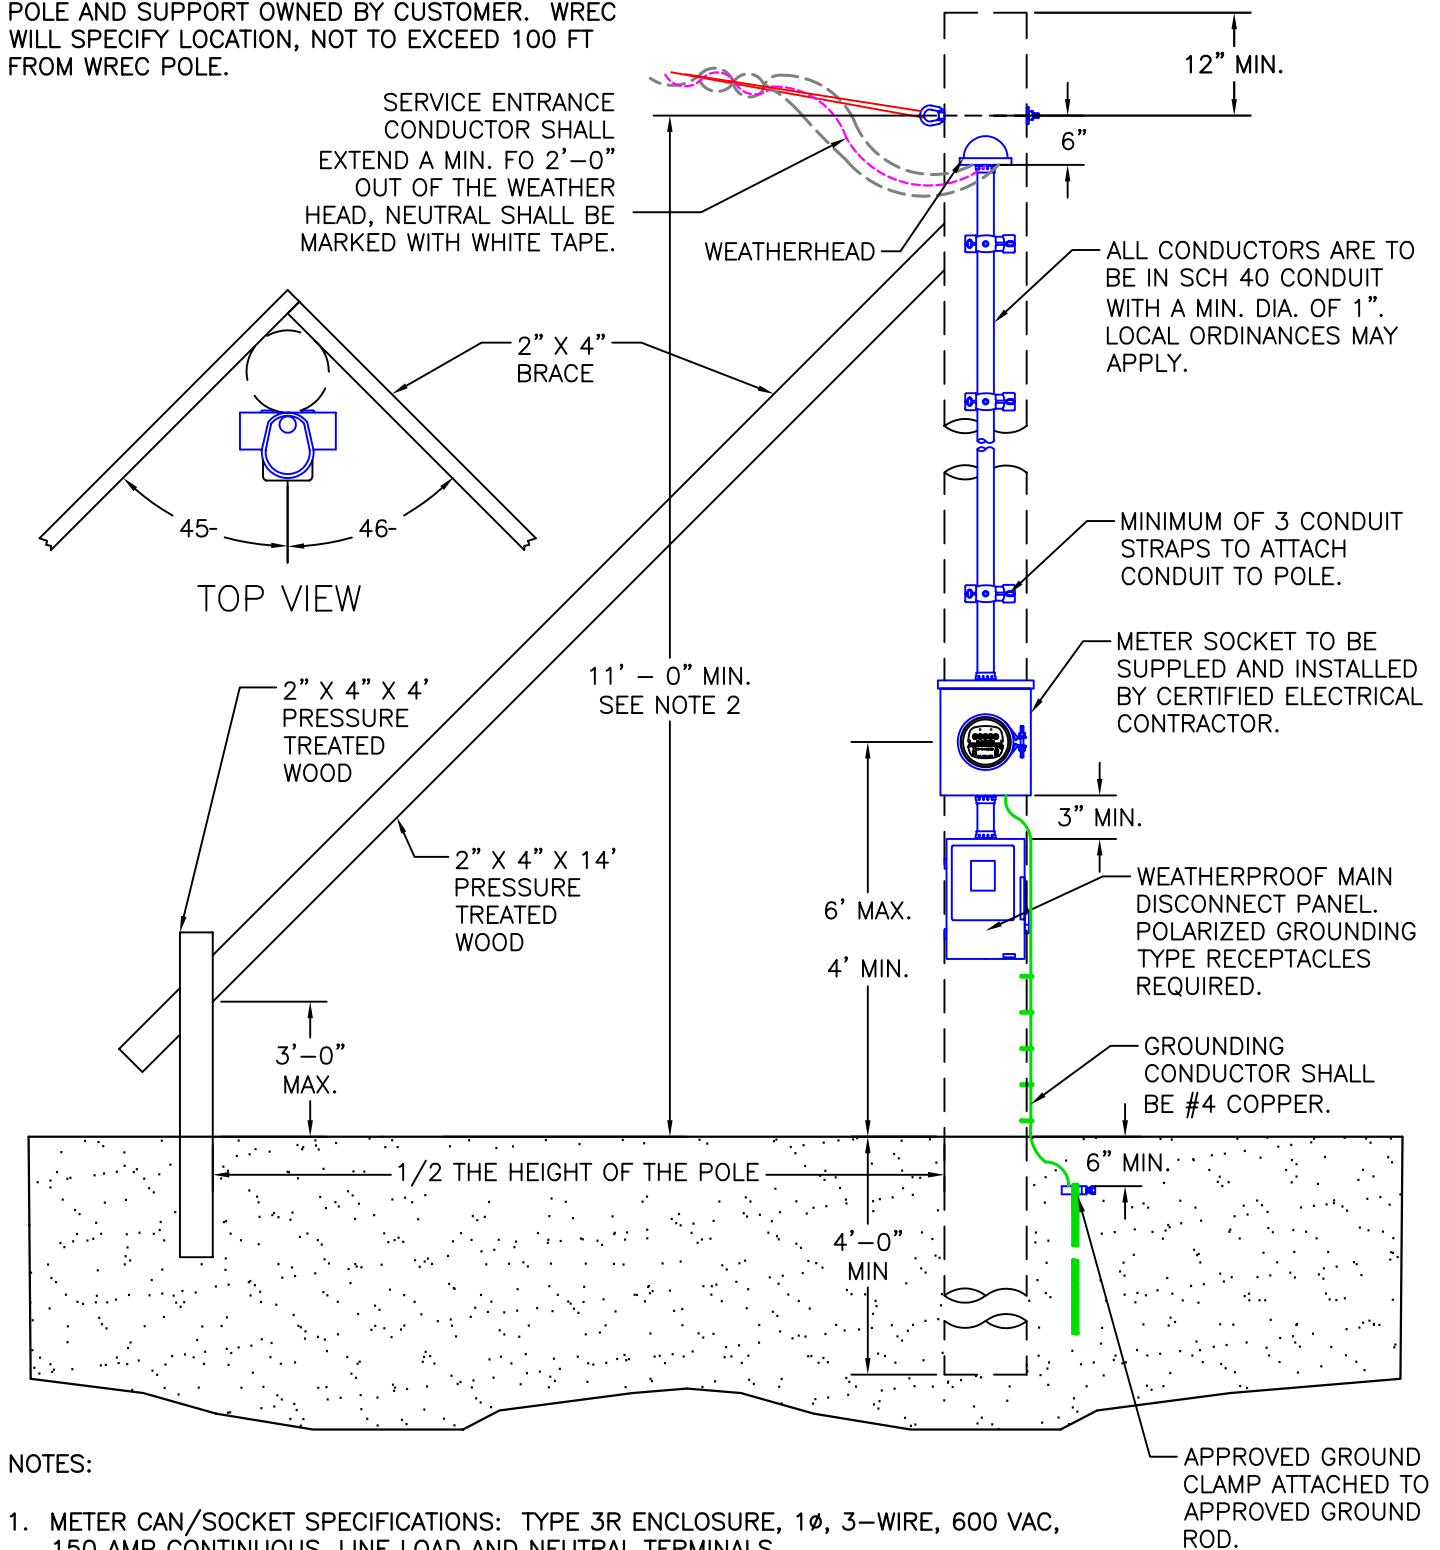 POLE AND SUPPORT OWNED BY CUSTOMER. WREC
WILL SPECIFY LOCATION, NOT TO EXCEED 100 FT
FROM WREC POLE.
12" MIN.
6"
SERVICE ENTRANCE
CONDUCTOR SHALL
EXTEND A MIN. FO 2'-0"
OUT OF THE WEATHER
HEAD, NEUTRAL SHALL BE
MARKED WITH WHITE TAPE.
WEATHERHEAD
ALL CONDUCTORS ARE TO
BE IN SCH 40 CONDUIT
WITH A MIN. DIA. OF 1".
LOCAL ORDINANCES MAY
APPLY.
2" X 4"
BRACE
45-
46-
TOP VIEW
MINIMUM OF 3 CONDUIT
STRAPS TO ATTACH
CONDUIT TO POLE.
11' - 0" MIN.
SEE NOTE 2
METER SOCKET TO BE
SUPPLED AND INSTALLED
BY CERTIFIED ELECTRICAL
CONTRACTOR.
2" X 4" X 4'
PRESSURE
TREATED
WOOD
3" MIN.
2" X 4" X 14'
PRESSURE
TREATED
WOOD
6' MAX.
4' MIN.
WEATHERPROOF MAIN
DISCONNECT PANEL.
POLARIZED GROUNDING
TYPE RECEPTACLES
REQUIRED.
3'-0"
MAX.
GROUNDING
CONDUCTOR SHALL
BE #4 COPPER.
1/2 THE HEIGHT OF THE POLE
6" MIN.
4'-0"
MIN
APPROVED GROUND
CLAMP ATTACHED TO
APPROVED GROUND
ROD.
NOTES:
1. METER CAN/SOCKET SPECIFICATIONS: TYPE 3R ENCLOSURE, 1ø, 3-WIRE, 600 VAC,
150 AMP CONTINUOUS, LINE LOAD AND NEUTRAL TERMINALS